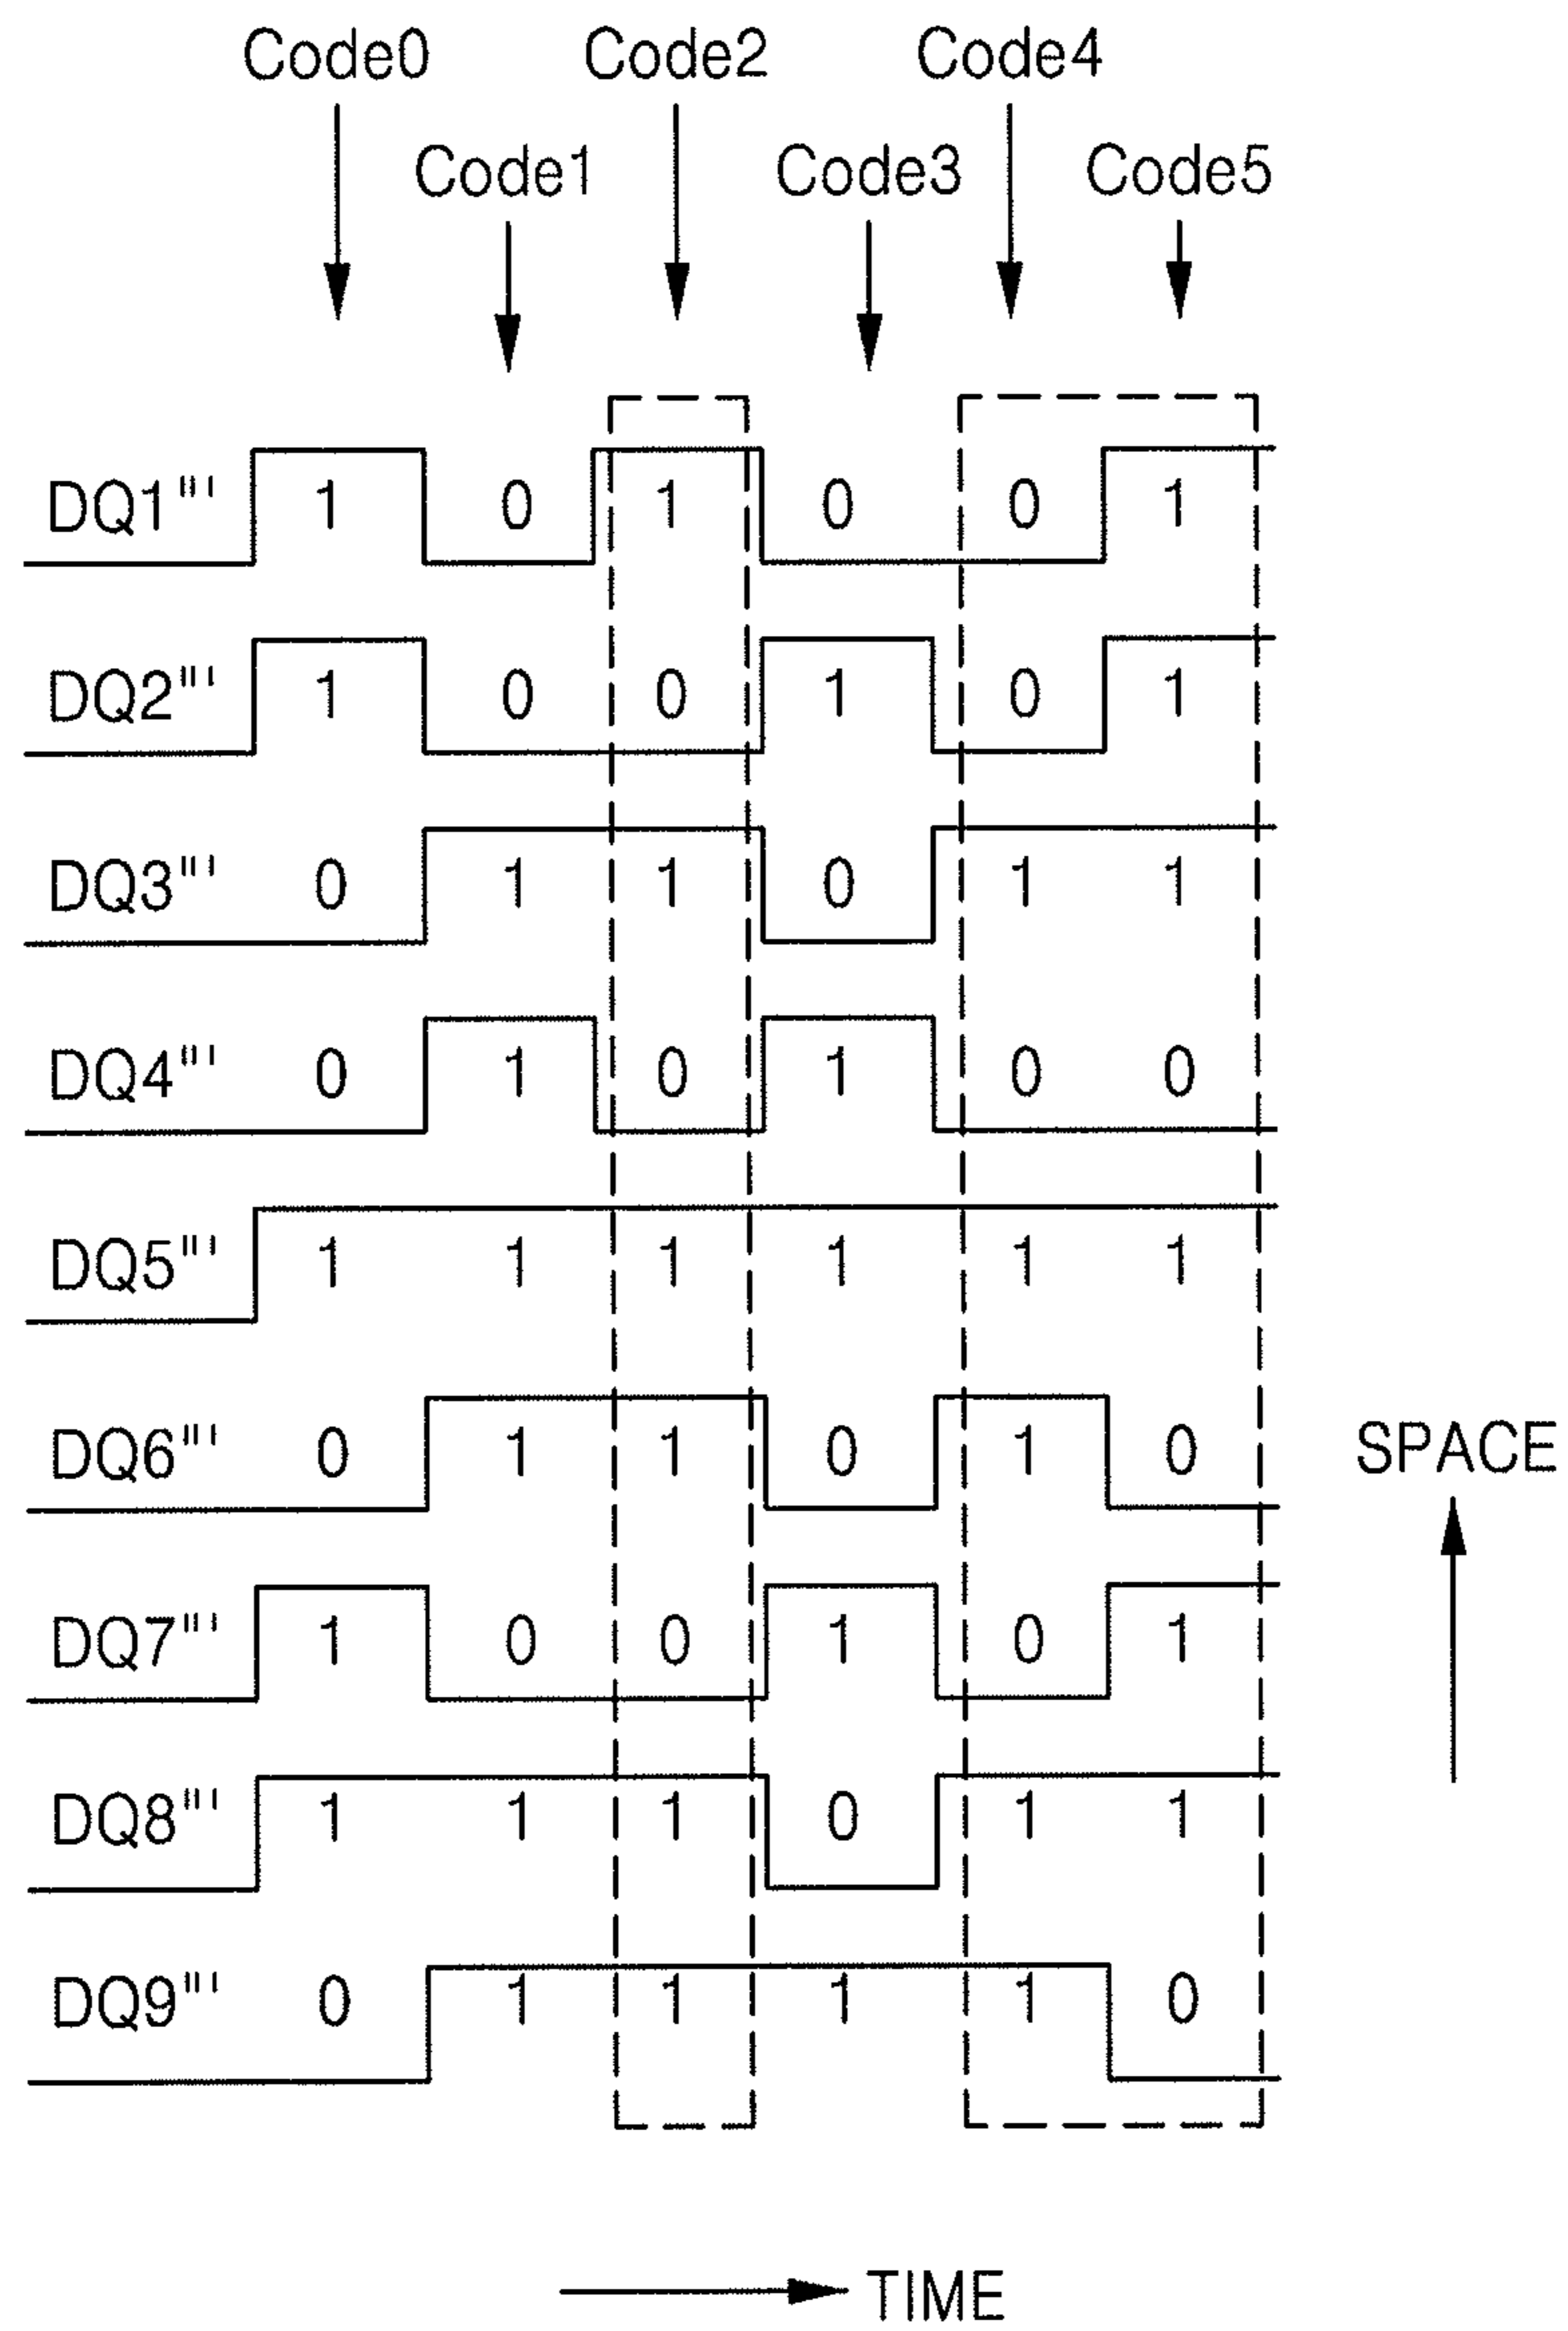 Code0 Code2 Code4
Code1 Code3 Code5
DQ1''' 1 0 1 0 0 1
DQ2''' 1 0 0 1 0 1
DQ3''' 0 1 1 0 1 1
DQ4''' 0 1 0 1 0 0
DQ5''' 1 1 1 1 1 1
DQ6''' 0 1 1 0 1 0
SPACE
DQ7''' 1 0 0 1 0 1
DQ8''' 1 1 1 0 1 1
DQ9''' 0 1 1 1 1 0
TIME